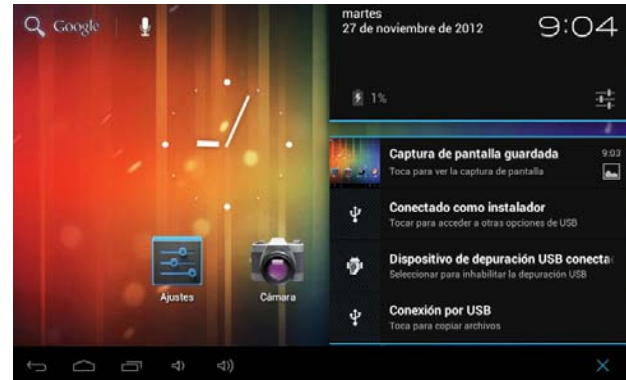 Google
martes
27 de noviembre de 2012
9:04
1%
Captura de pantalla guardada
9:03
Toca para ver la captura de pantalla
Conectado como instalador
Tocar para acceder a otras opciones de USB
Dispositivo de depuración USB conecta
Seleccionar para inhabilitar la depuración USB
Conexión por USB
Toca para copiar archivos
Ajustes
Cámara